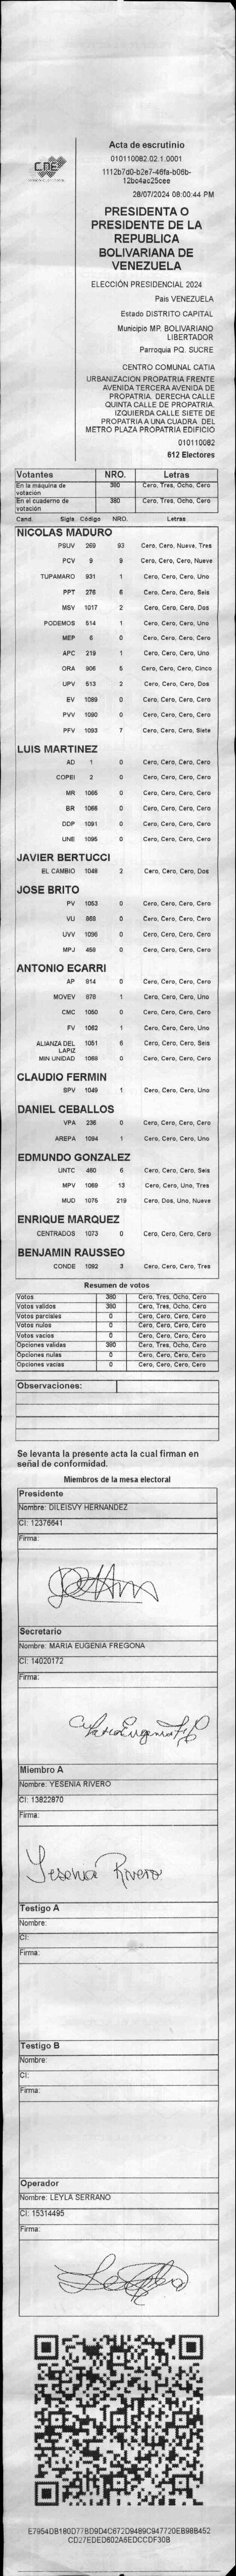 CNE
Acta de escrutinio
010110082.02.1.0001
1112b7d0-b2e7-46fa-b06b-
12bc4ac25cee
28/07/2024 08:00:44 PM
PRESIDENTA O
PRESIDENTE DE LA
REPUBLICA
BOLIVARIANA DE
VENEZUELA
ELECCIÓN PRESIDENCIAL 2024
País VENEZUELA
Estado DISTRITO CAPITAL
Municipio MP. BOLIVARIANO
LIBERTADOR
Parroquia PQ. SUCRE
CENTRO COMUNAL CATIA
URBANIZACION PROPATRIA FRENTE
AVENIDA TERCERA AVENIDA DE
PROPATRIA. DERECHA CALLE
QUINTA CALLE DE PROPATRIA.
IZQUIERDA CALLE SIETE DE
PROPATRIA A UNA CUADRA DEL
METRO PLAZA PROPATRIA EDIFICIO
010110082
612 Electores
Votantes NRO. Letras
En la máquina de votación 380 Cero, Tres, Ocho, Cero
En el cuaderno de votación 380 Cero, Tres, Ocho, Cero
Cand. Sigla Código NRO. Letras
NICOLAS MADURO
PSUV 269 93 Cero, Cero, Nueve, Tres
PCV 9 9 Cero, Cero, Cero, Nueve
TUPAMARO 931 1 Cero, Cero, Cero, Uno
PPT 276 6 Cero, Cero, Cero, Seis
MSV 1017 2 Cero, Cero, Cero, Dos
PODEMOS 514 1 Cero, Cero, Cero, Uno
MEP 6 0 Cero, Cero, Cero, Cero
APC 219 1 Cero, Cero, Cero, Uno
ORA 906 5 Cero, Cero, Cero, Cinco
UPV 513 2 Cero, Cero, Cero, Dos
EV 1089 0 Cero, Cero, Cero, Cero
PVV 1090 0 Cero, Cero, Cero, Cero
PFV 1093 7 Cero, Cero, Cero, Siete
LUIS MARTINEZ
AD 1 0 Cero, Cero, Cero, Cero
COPEI 2 0 Cero, Cero, Cero, Cero
MR 1065 0 Cero, Cero, Cero, Cero
BR 1066 0 Cero, Cero, Cero, Cero
DDP 1091 0 Cero, Cero, Cero, Cero
UNE 1095 0 Cero, Cero, Cero, Cero
JAVIER BERTUCCI
EL CAMBIO 1048 2 Cero, Cero, Cero, Dos
JOSE BRITO
PV 1053 0 Cero, Cero, Cero, Cero
VU 868 0 Cero, Cero, Cero, Cero
UVV 1096 0 Cero, Cero, Cero, Cero
MPJ 458 0 Cero, Cero, Cero, Cero
ANTONIO ECARRI
AP 914 0 Cero, Cero, Cero, Cero
MOVEV 878 1 Cero, Cero, Cero, Uno
CMC 1050 0 Cero, Cero, Cero, Cero
FV 1062 1 Cero, Cero, Cero, Uno
ALIANZA DEL LAPIZ 1051 6 Cero, Cero, Cero, Seis
MIN UNIDAD 1069 0 Cero, Cero, Cero, Cero
CLAUDIO FERMIN
SPV 1049 1 Cero, Cero, Cero, Uno
DANIEL CEBALLOS
VPA 236 0 Cero, Cero, Cero, Cero
AREPA 1094 1 Cero, Cero, Cero, Uno
EDMUNDO GONZALEZ
UNTC 460 6 Cero, Cero, Cero, Seis
MPV 1069 13 Cero, Cero, Uno, Tres
MUD 1075 219 Cero, Dos, Uno, Nueve
ENRIQUE MARQUEZ
CENTRADOS 1073 0 Cero, Cero, Cero, Cero
BENJAMIN RAUSSEO
CONDE 1092 3 Cero, Cero, Cero, Tres
Resumen de votos
Votos 380 Cero, Tres, Ocho, Cero
Votos validos 380 Cero, Tres, Ocho, Cero
Votos parciales 0 Cero, Cero, Cero, Cero
Votos nulos 0 Cero, Cero, Cero, Cero
Votos vacios 0 Cero, Cero, Cero, Cero
Opciones validas 380 Cero, Tres, Ocho, Cero
Opciones nulas 0 Cero, Cero, Cero, Cero
Opciones vacias 0 Cero, Cero, Cero, Cero
Observaciones:
Se levanta la presente acta la cual firman en
señal de conformidad.
Miembros de la mesa electoral
Presidente
Nombre: DILEISVY HERNANDEZ
CI: 12376641
Firma:
Secretario
Nombre: MARIA EUGENIA FREGONA
CI: 14020172
Firma:
Miembro A
Nombre: YESENIA RIVERO
CI: 13822870
Firma:
Yesenia Rivero
Testigo A
Nombre:
CI:
Firma:
Testigo B
Nombre:
CI:
Firma:
Operador
Nombre: LEYLA SERRANO
CI: 15314495
Firma:
E7954DB180D77BD9D4C672D9489C947720EB98B452
CD27EDED602A6EDCCDF30B